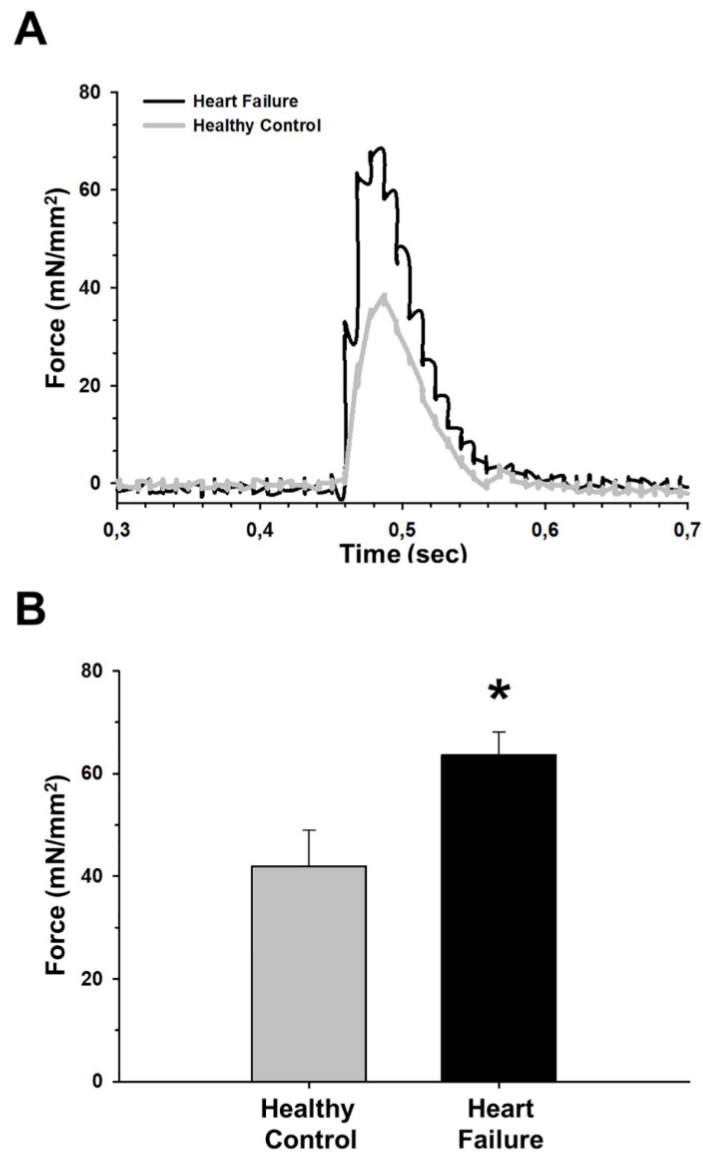 A
80
60
40
20
0
Force (mN/mm²)
Heart Failure
Healthy Control
0,3 0,4 0,5 0,6 0,7
Time (sec)
B
80
60
40
20
0
Force (mN/mm²)
*
Healthy Control
Heart Failure